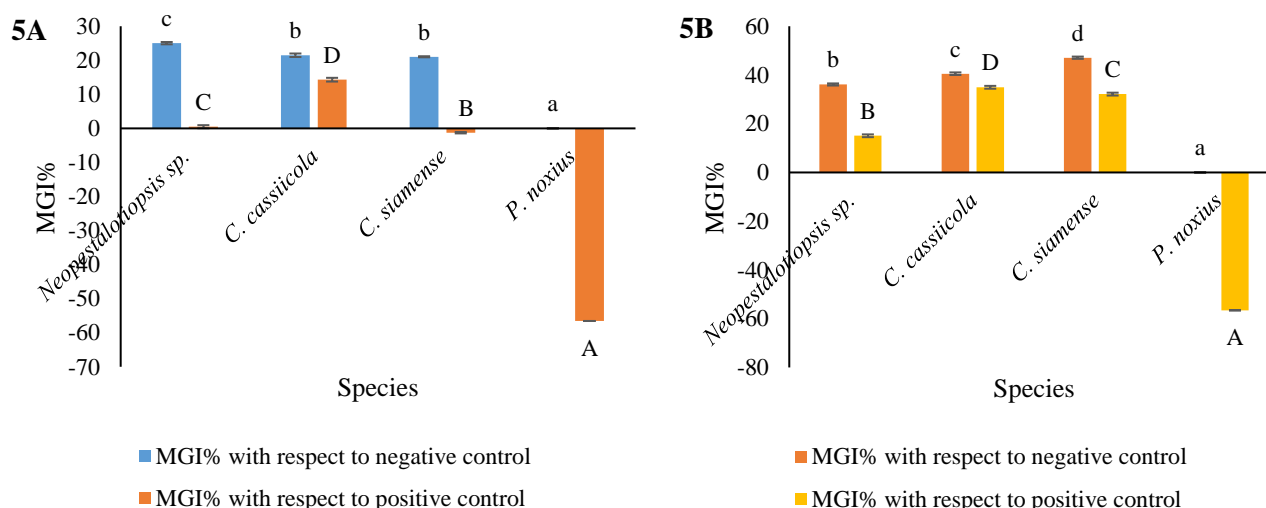 5A
30
20
10
0
-10
-20
-30
-40
-50
-60
-70
MGI%
c
C
b
D
b
B
a
A
Neopestalotiopsis sp.
C. cassiicola
C. siamense
P. noxius
Species
MGI% with respect to negative control
MGI% with respect to positive control
5B
60
40
20
0
-20
-40
-60
-80
MGI%
b
B
c
D
d
C
a
A
Neopestalotiopsis sp.
C. cassiicola
C. siamense
P. noxius
Species
MGI% with respect to negative control
MGI% with respect to positive control